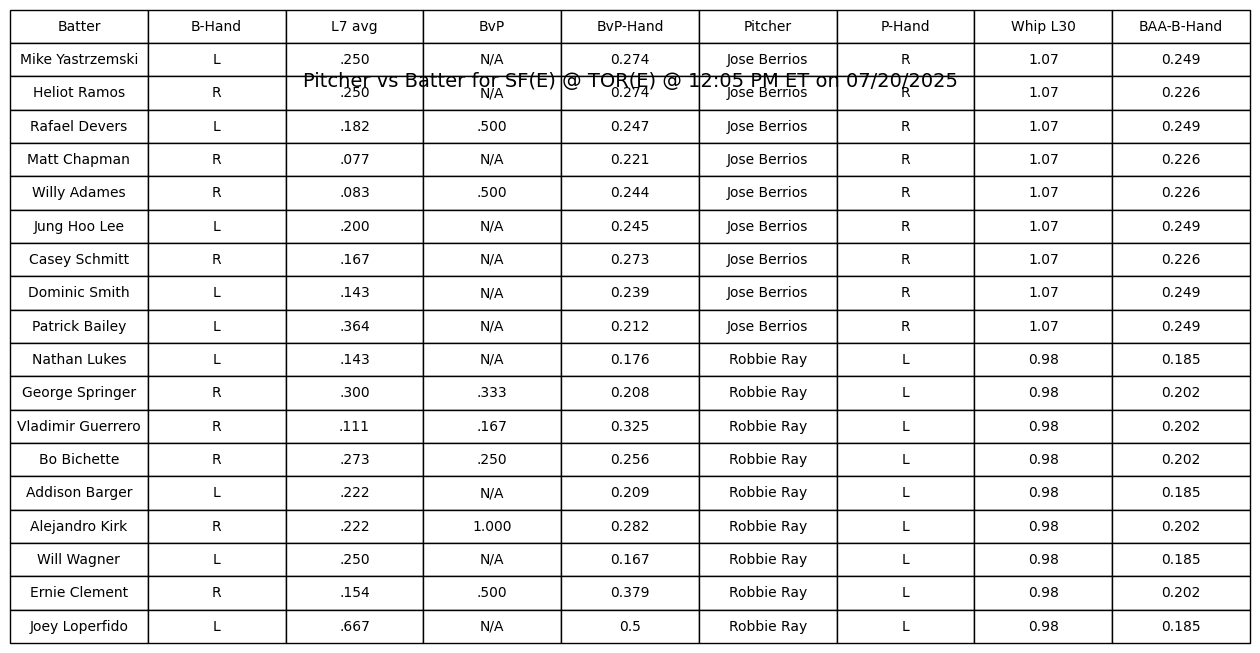 Batter B-Hand L7 avg BvP BvP-Hand Pitcher P-Hand Whip L30 BAA-B-Hand
Mike Yastrzemski L .250 N/A 0.274 Jose Berrios R 1.07 0.249
Pitcher vs Batter for SF(E) @ TOR(E) @ 12:05 PM ET on 07/20/2025
Heliot Ramos R .250 N/A 0.274 Jose Berrios R 1.07 0.226
Rafael Devers L .182 .500 0.247 Jose Berrios R 1.07 0.249
Matt Chapman R .077 N/A 0.221 Jose Berrios R 1.07 0.226
Willy Adames R .083 .500 0.244 Jose Berrios R 1.07 0.226
Jung Hoo Lee L .200 N/A 0.245 Jose Berrios R 1.07 0.249
Casey Schmitt R .167 N/A 0.273 Jose Berrios R 1.07 0.226
Dominic Smith L .143 N/A 0.239 Jose Berrios R 1.07 0.249
Patrick Bailey L .364 N/A 0.212 Jose Berrios R 1.07 0.249
Nathan Lukes L .143 N/A 0.176 Robbie Ray L 0.98 0.185
George Springer R .300 .333 0.208 Robbie Ray L 0.98 0.202
Vladimir Guerrero R .111 .167 0.325 Robbie Ray L 0.98 0.202
Bo Bichette R .273 .250 0.256 Robbie Ray L 0.98 0.202
Addison Barger L .222 N/A 0.209 Robbie Ray L 0.98 0.185
Alejandro Kirk R .222 1.000 0.282 Robbie Ray L 0.98 0.202
Will Wagner L .250 N/A 0.167 Robbie Ray L 0.98 0.185
Ernie Clement R .154 .500 0.379 Robbie Ray L 0.98 0.202
Joey Loperfido L .667 N/A 0.5 Robbie Ray L 0.98 0.185